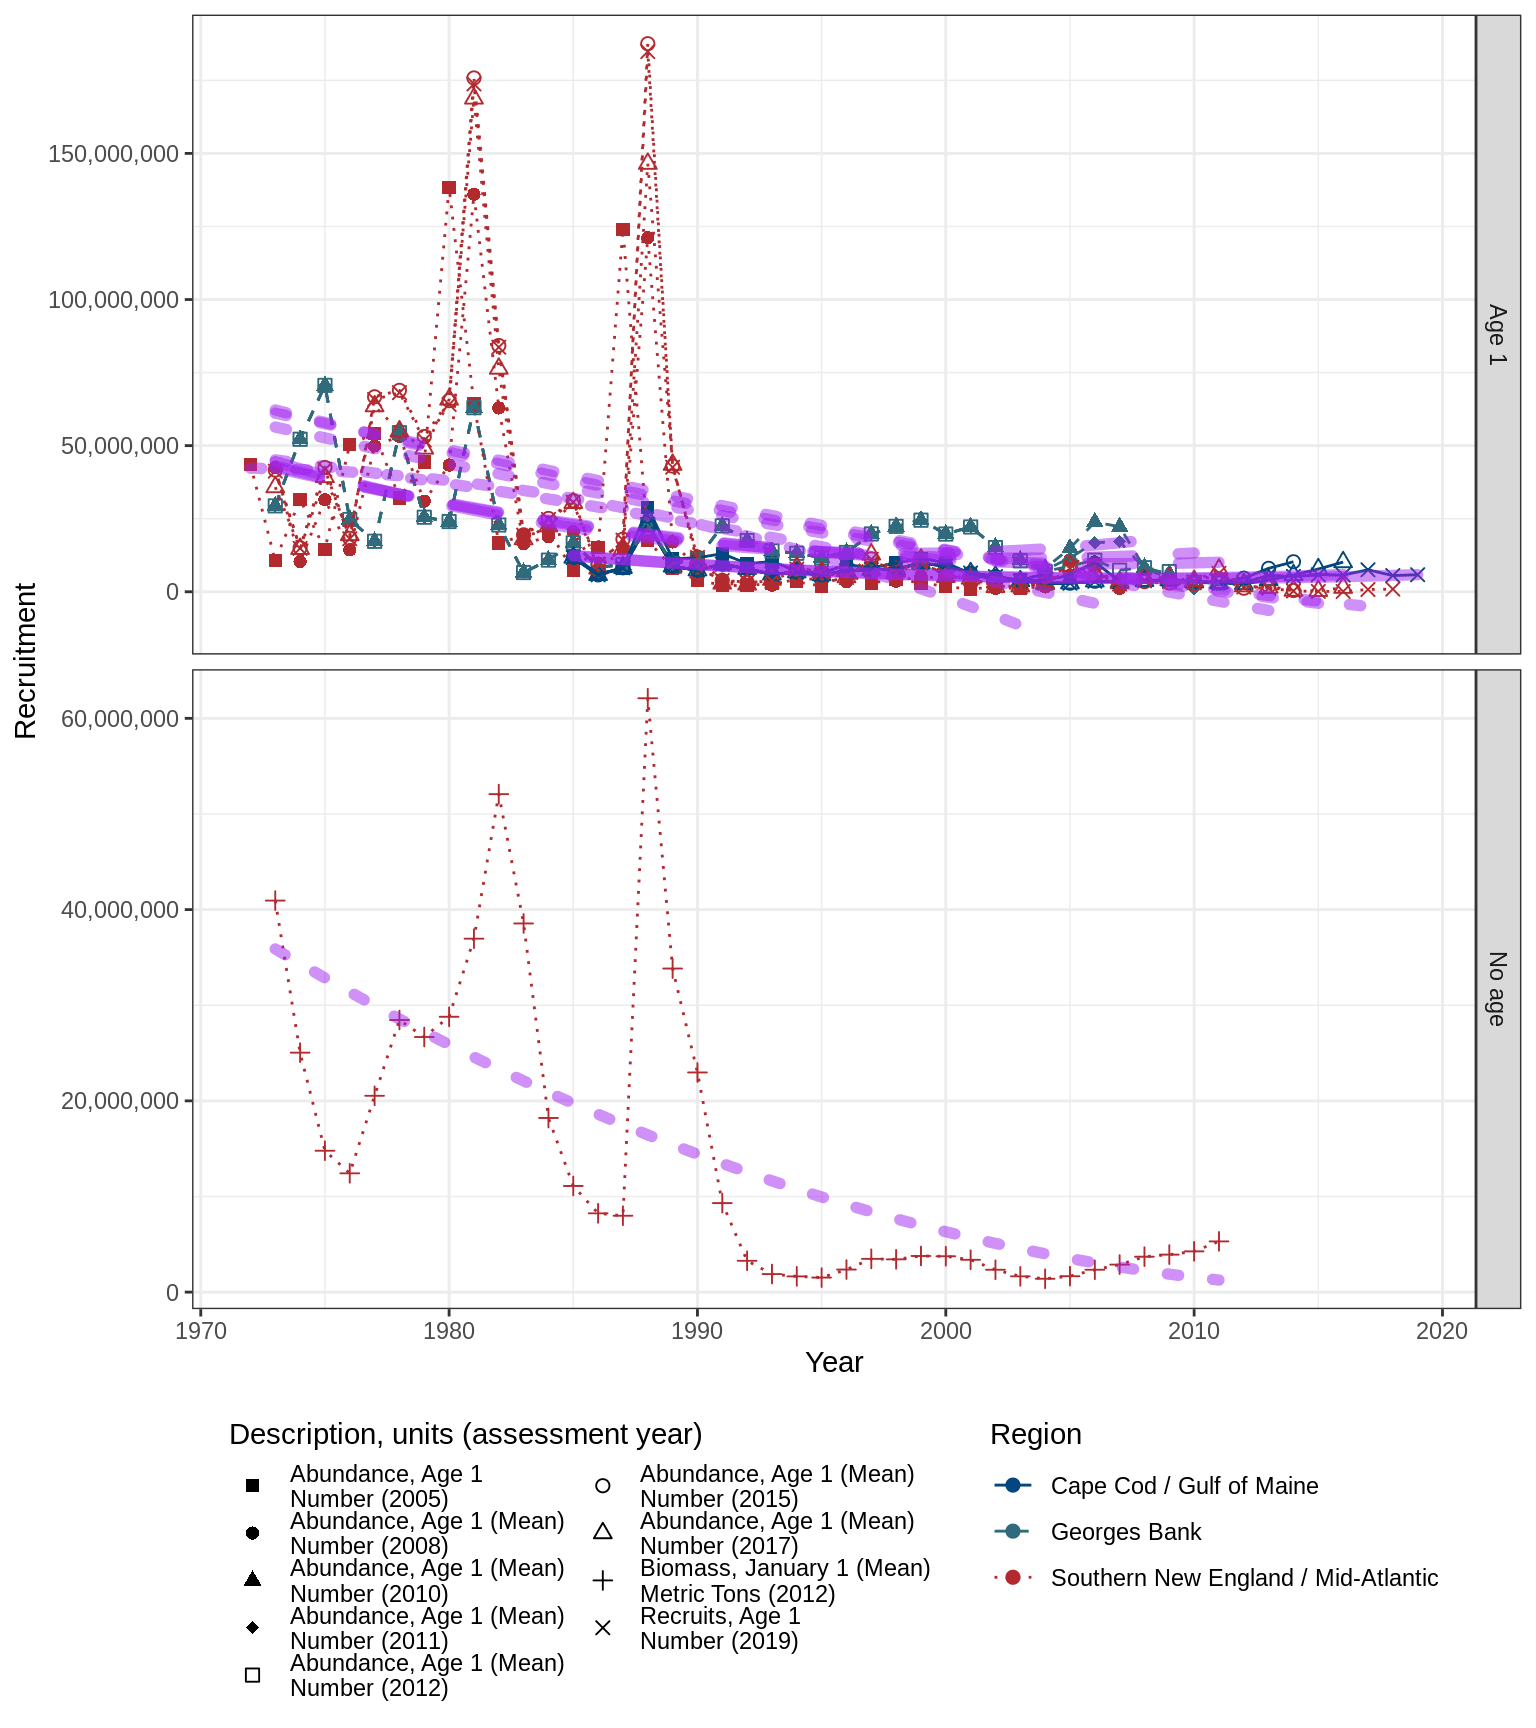 150,000,000
100,000,000
50,000,000
0
Age 1
Recruitment
60,000,000
40,000,000
20,000,000
0
No age
1970 1980 1990 2000 2010 2020
Year
Description, units (assessment year)
Abundance, Age 1
Number (2005)
Abundance, Age 1 (Mean)
Number (2008)
Abundance, Age 1 (Mean)
Number (2010)
Abundance, Age 1 (Mean)
Number (2011)
Abundance, Age 1 (Mean)
Number (2012)
Abundance, Age 1 (Mean)
Number (2015)
Abundance, Age 1 (Mean)
Number (2017)
Biomass, January 1 (Mean)
Metric Tons (2012)
Recruits, Age 1
Number (2019)
Region
Cape Cod / Gulf of Maine
Georges Bank
Southern New England / Mid-Atlantic